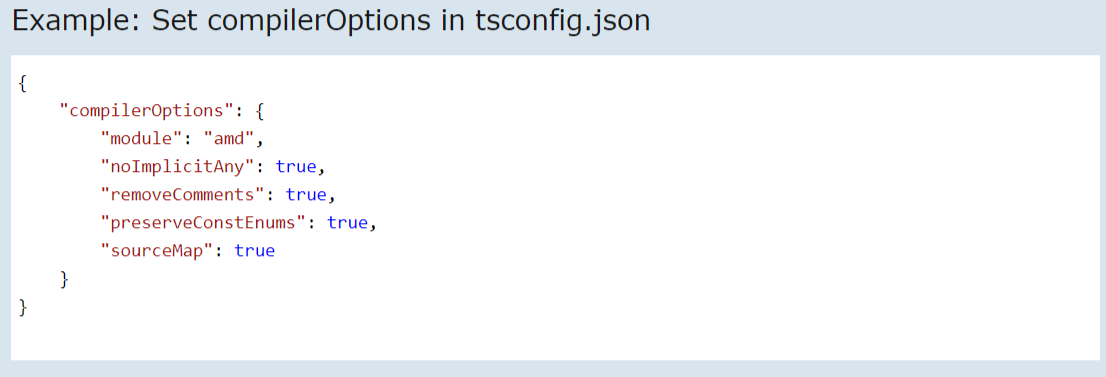 Example: Set compilerOptions in tsconfig.json
{
    "compilerOptions": {
        "module": "amd",
        "noImplicitAny": true,
        "removeComments": true,
        "preserveConstEnums": true,
        "sourceMap": true
    }
}